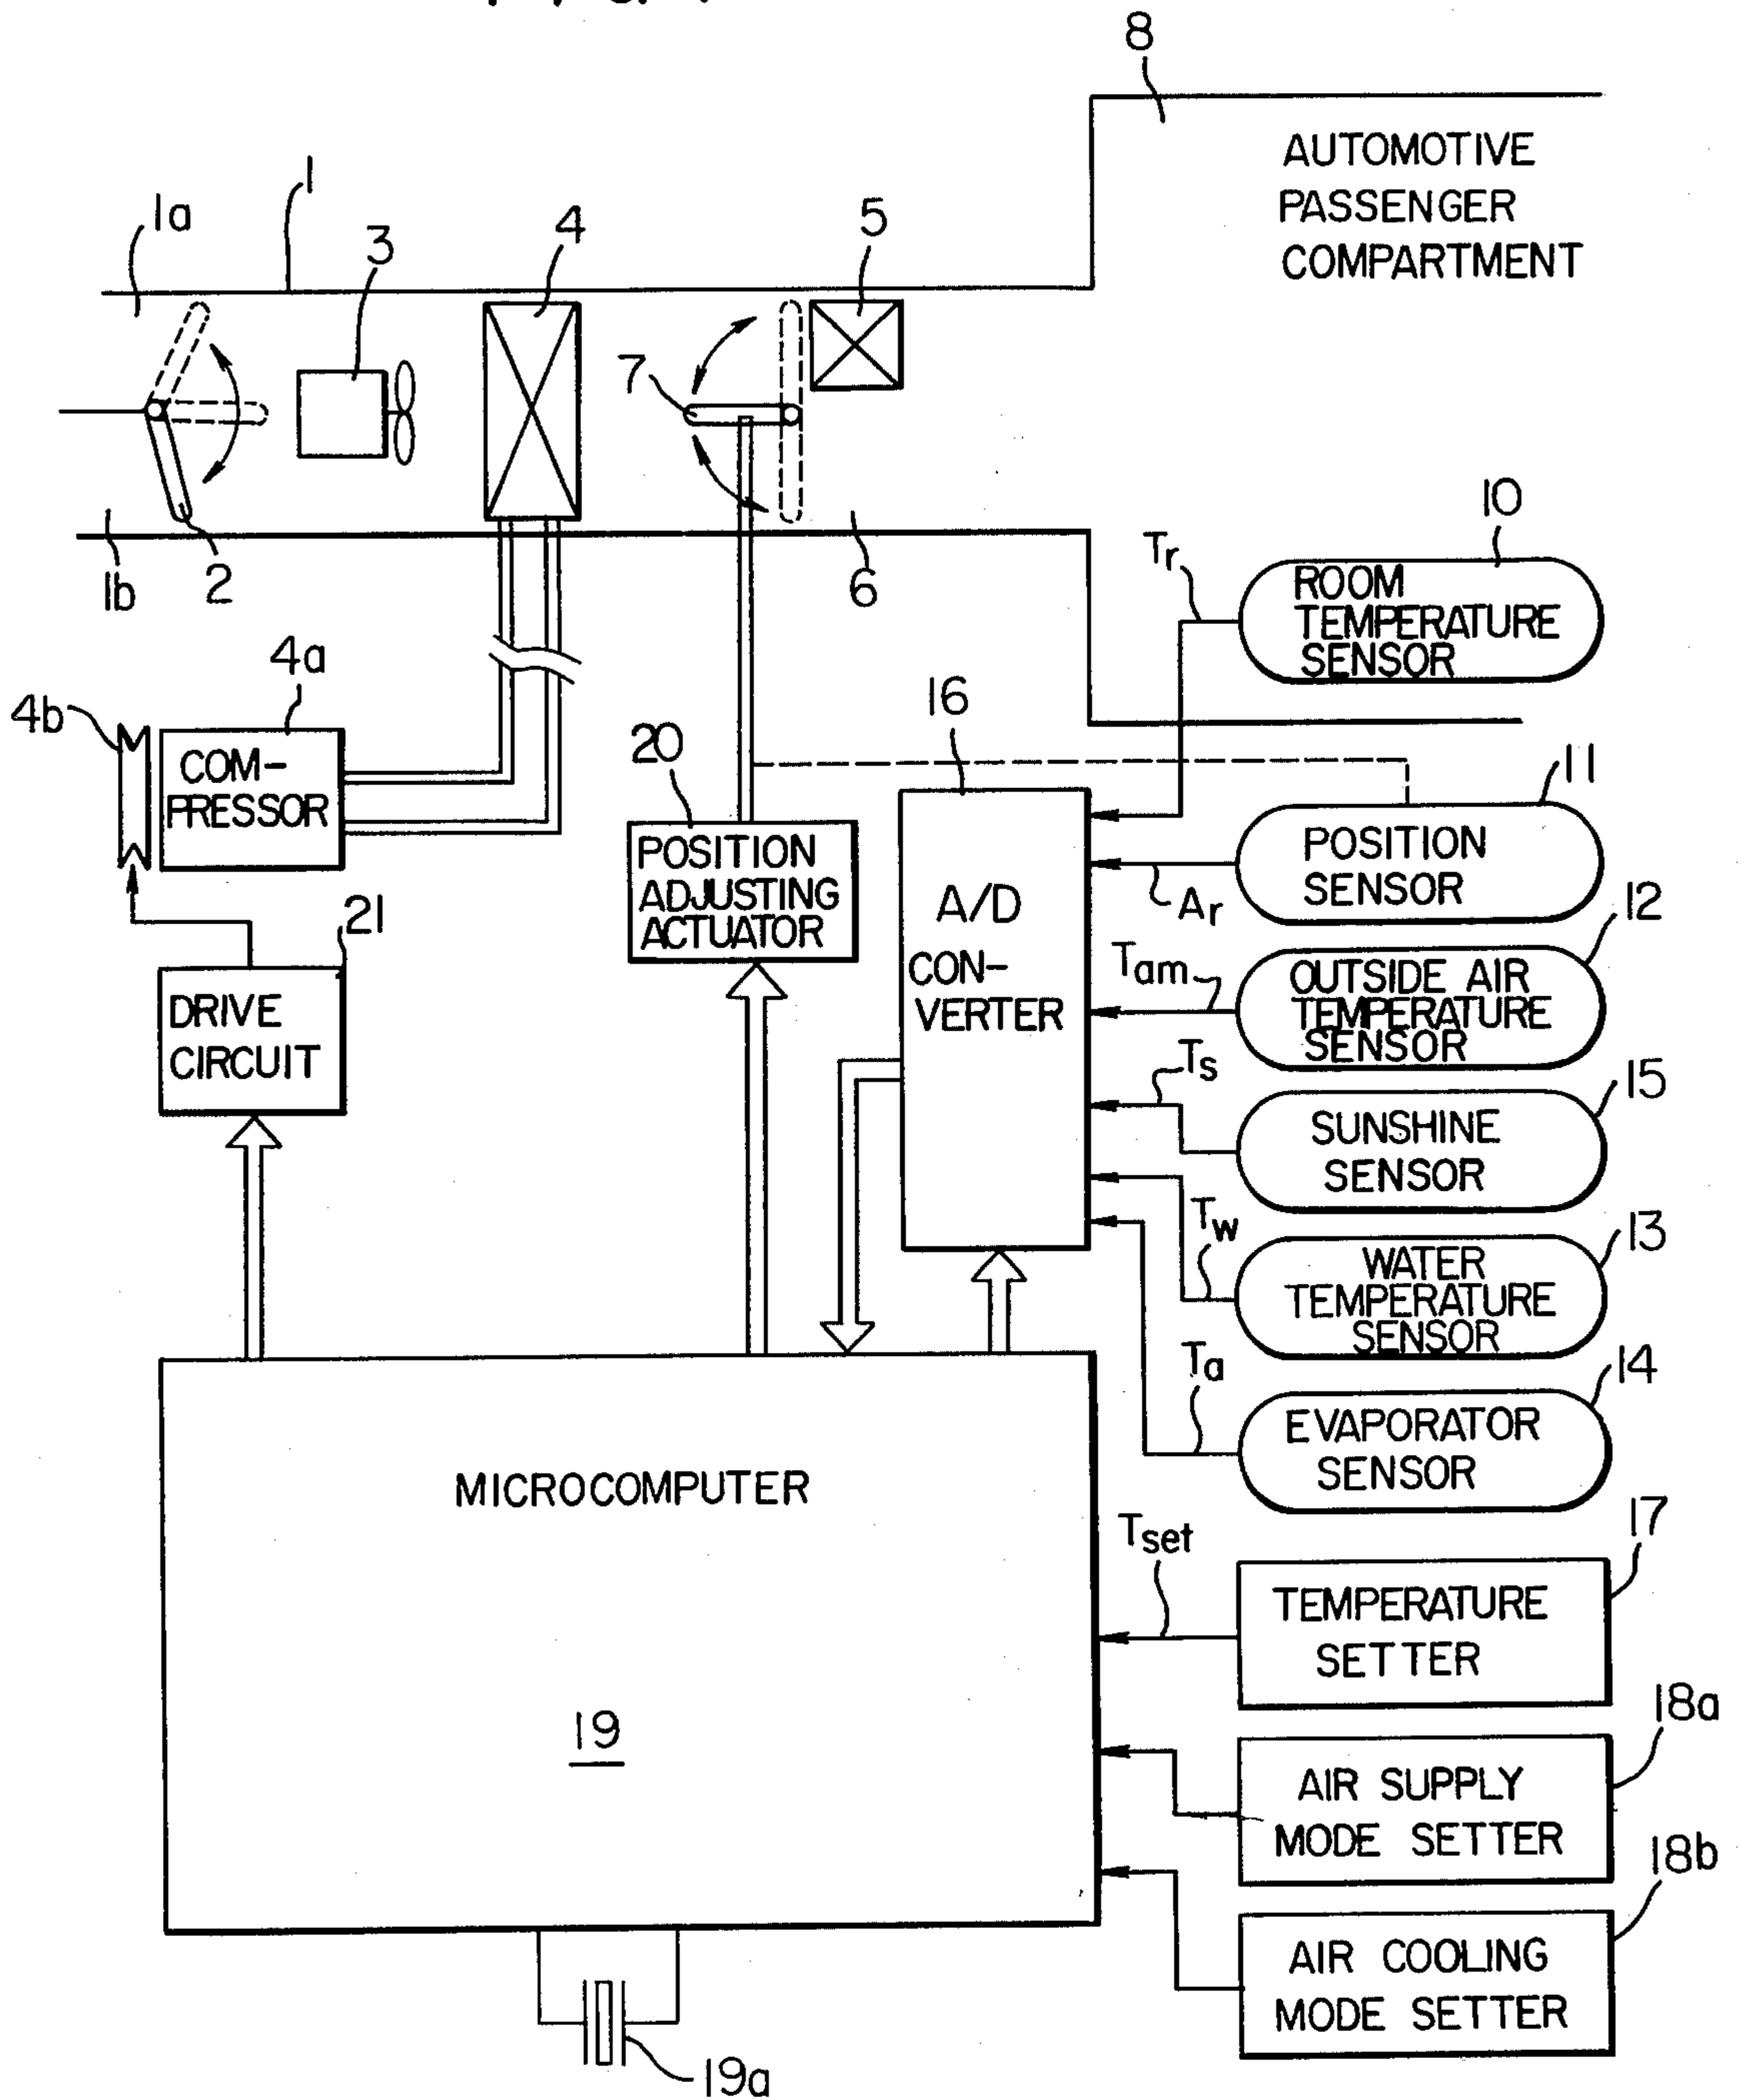 8
AUTOMOTIVE
PASSENGER
COMPARTMENT
1
1a
3
4
5
7
1b
2
6
10
Tr
ROOM
TEMPERATURE
SENSOR
4a
4b
COM-
PRESSOR
16
20
11
POSITION
ADJUSTING
ACTUATOR
POSITION
SENSOR
Ar
A/D
CON-
VERTER
21
12
DRIVE
CIRCUIT
Tam
OUTSIDE AIR
TEMPERATURE
SENSOR
Ts
15
SUNSHINE
SENSOR
Tw
13
WATER
TEMPERATURE
SENSOR
Ta
14
EVAPORATOR
SENSOR
MICROCOMPUTER
19
Tset
17
TEMPERATURE
SETTER
18a
AIR SUPPLY
MODE SETTER
18b
AIR COOLING
MODE SETTER
19a